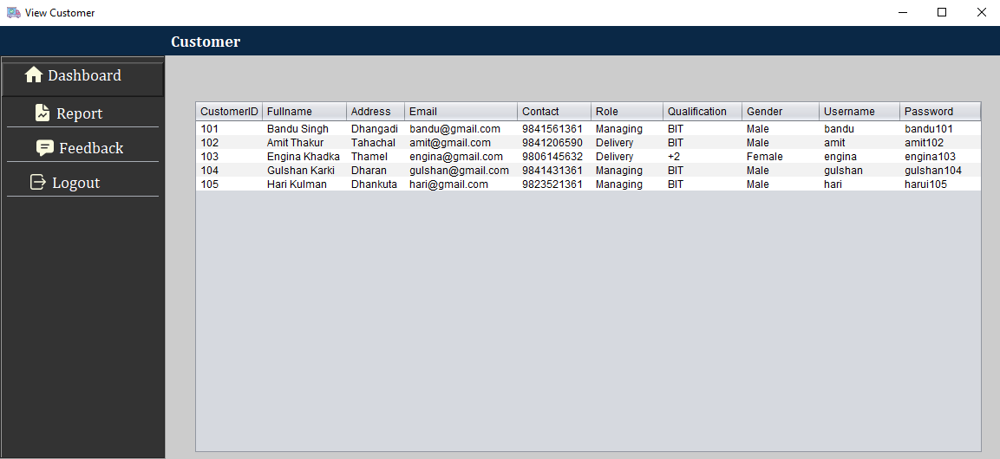 View Customer
Customer
Dashboard
Report
Feedback
Logout
CustomerID Fullname Address Email Contact Role Qualification Gender Username Password
101 Bandu Singh Dhangadi bandu@gmail.com 9841561361 Managing BIT Male bandu bandu101
102 Amit Thakur Tahachal amit@gmail.com 9841206590 Delivery BIT Male amit amit102
103 Engina Khadka Thamel engina@gmail.com 9806145632 Delivery +2 Female engina engina103
104 Gulshan Karki Dharan gulshan@gmail.com 9841431361 Managing BIT Male gulshan gulshan104
105 Hari Kulman Dhankuta hari@gmail.com 9823521361 Managing BIT Male hari harui105